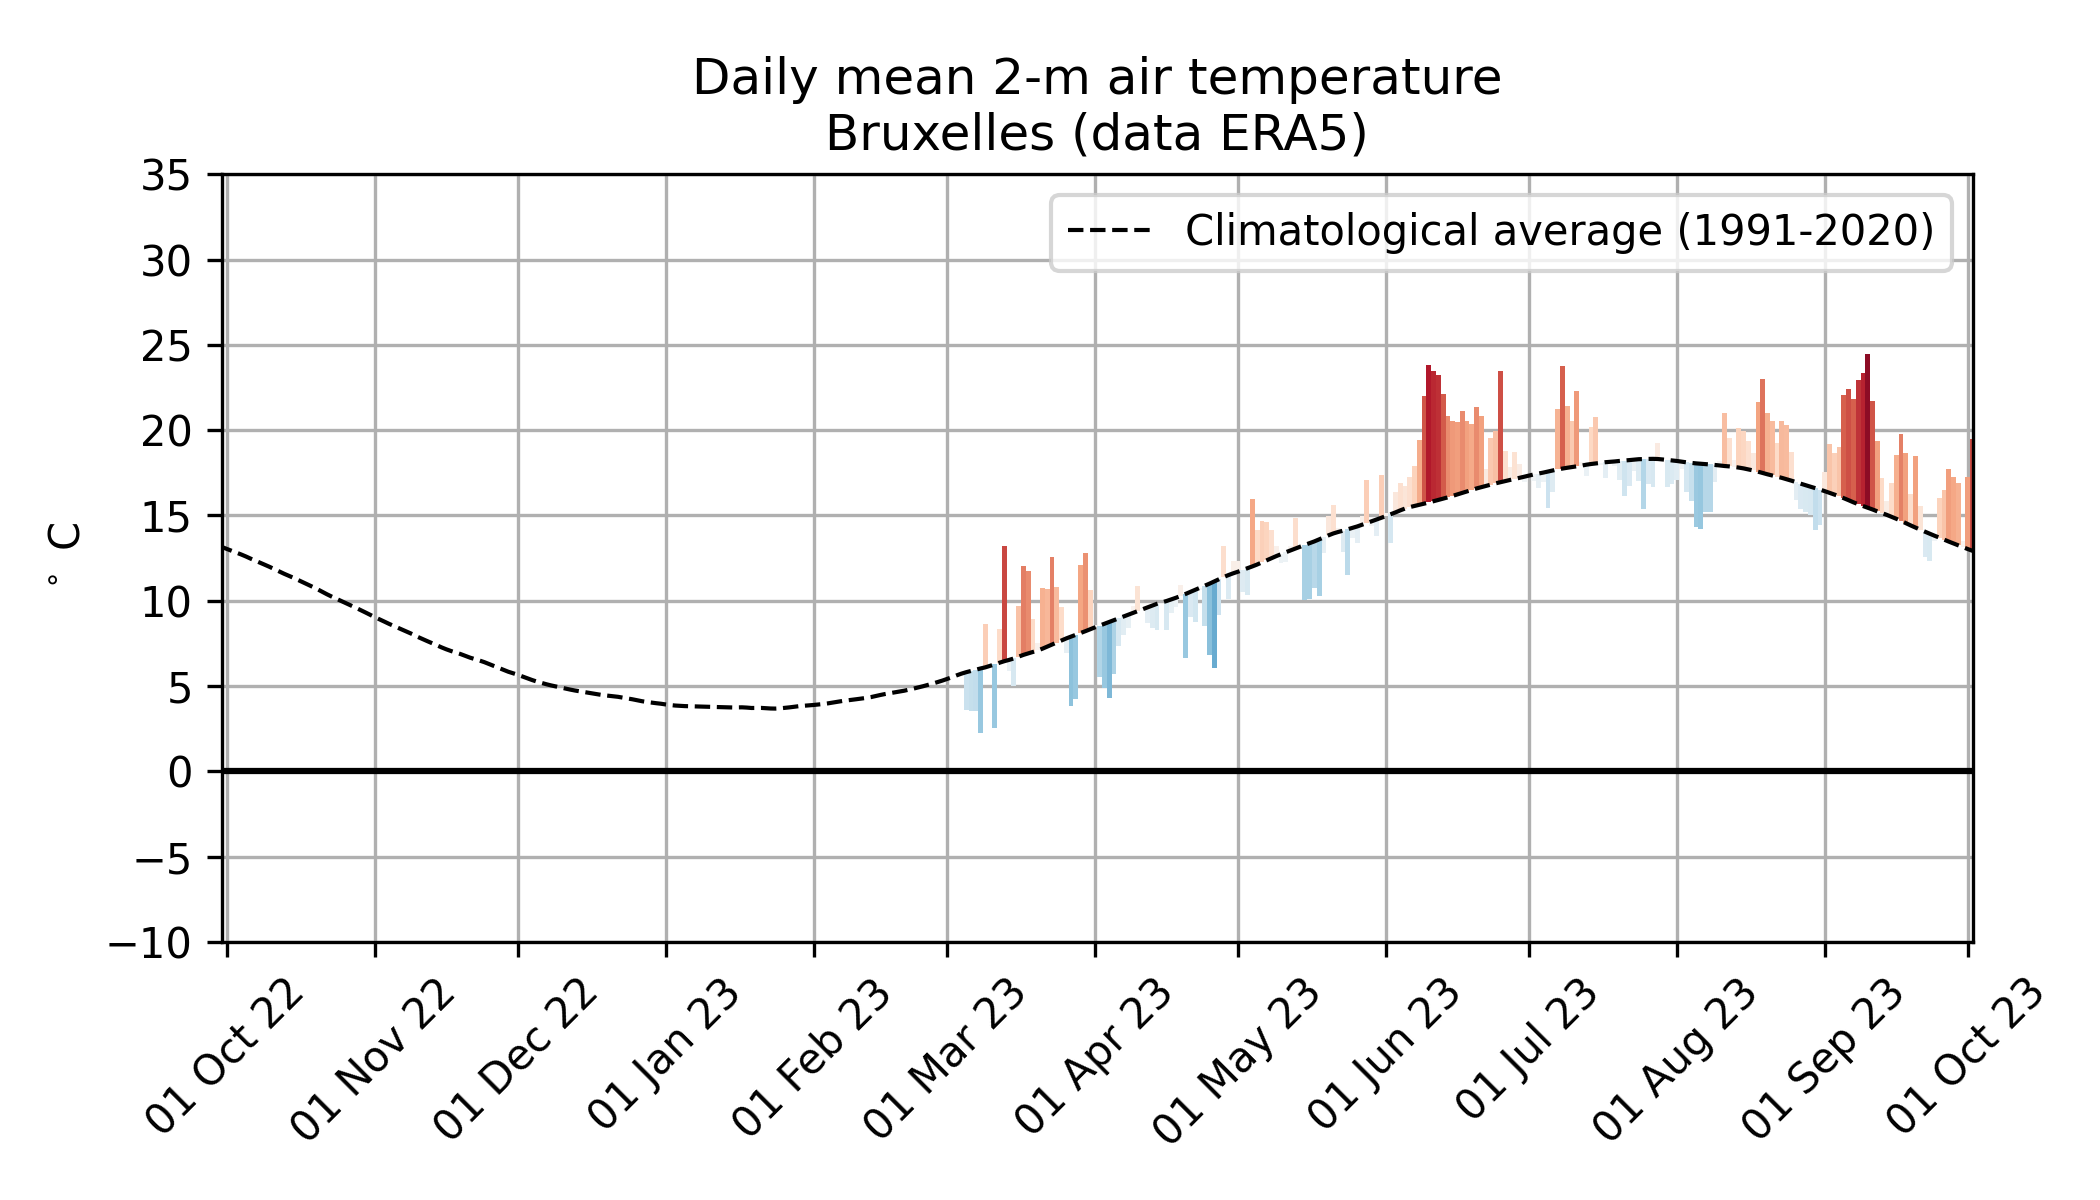 Daily mean 2-m air temperature
Bruxelles (data ERA5)
35
30
25
20
15
10
5
0
−5
−10
° C
Climatological average (1991-2020)
01 Oct 22
01 Nov 22
01 Dec 22
01 Jan 23
01 Feb 23
01 Mar 23
01 Apr 23
01 May 23
01 Jun 23
01 Jul 23
01 Aug 23
01 Sep 23
01 Oct 23